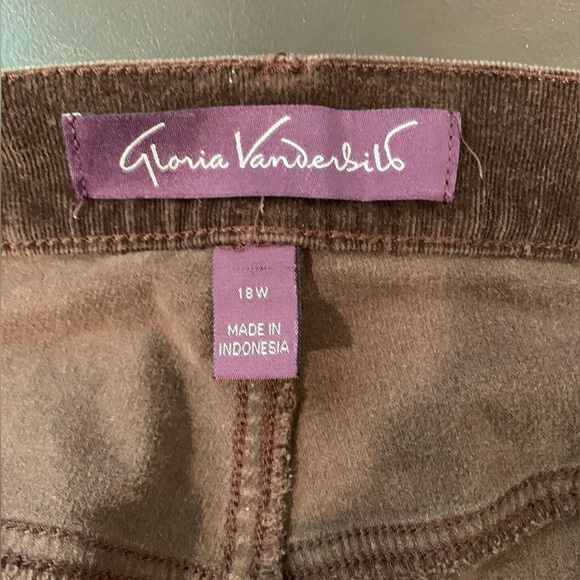 Gloria Vanderbilt
18W
MADE IN
INDONESIA